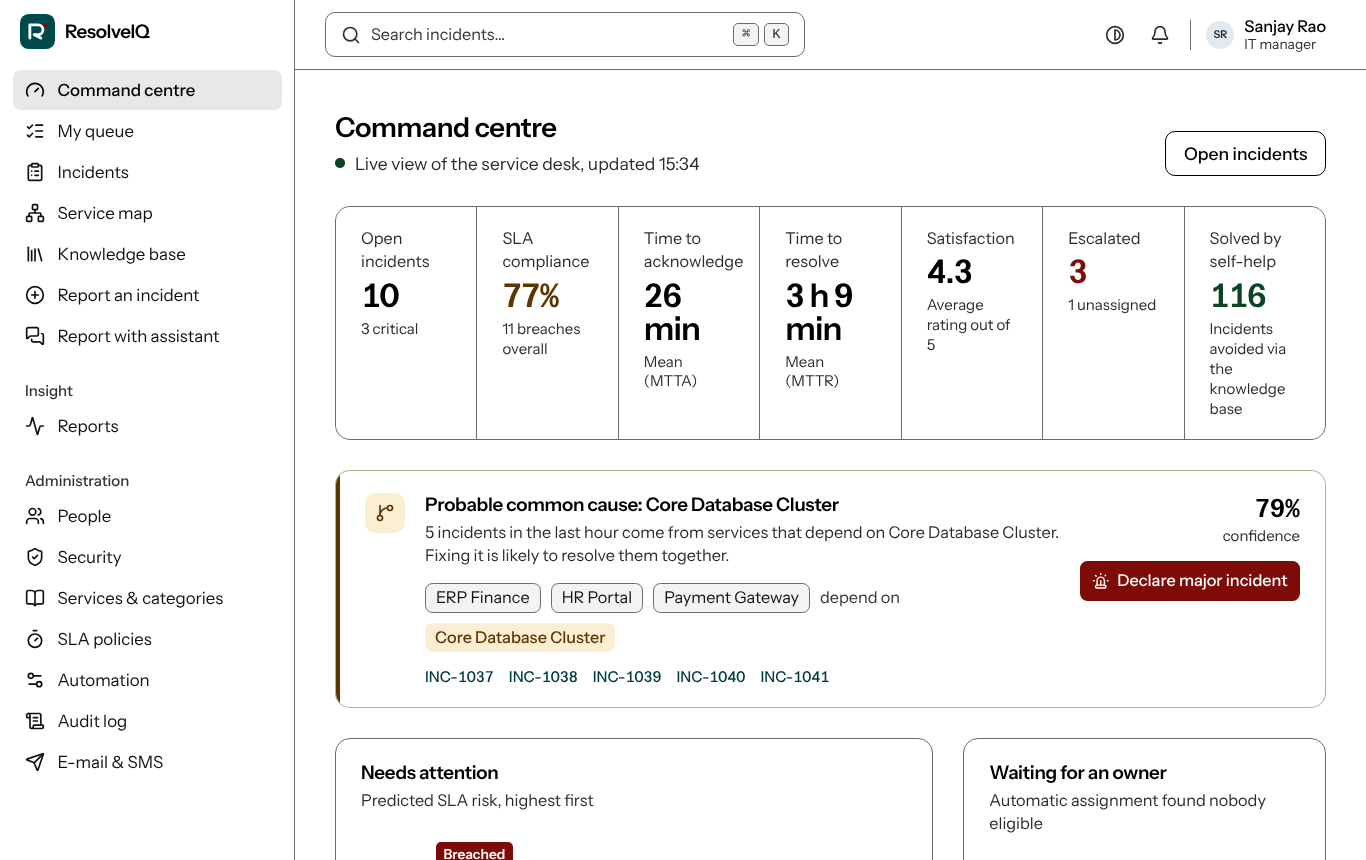 ResolveIQ
Search incidents...
⌘ K
SR
Sanjay Rao
IT manager
Command centre
My queue
Incidents
Service map
Knowledge base
Report an incident
Report with assistant
Insight
Reports
Administration
People
Security
Services & categories
SLA policies
Automation
Audit log
E-mail & SMS
Command centre
Live view of the service desk, updated 15:34
Open incidents
Open
incidents
10
3 critical
SLA
compliance
77%
11 breaches
overall
Time to
acknowledge
26
min
Mean
(MTTA)
Time to
resolve
3 h 9
min
Mean
(MTTR)
Satisfaction
4.3
Average
rating out of
5
Escalated
3
1 unassigned
Solved by
self-help
116
Incidents
avoided via
the
knowledge
base
Probable common cause: Core Database Cluster
5 incidents in the last hour come from services that depend on Core Database Cluster.
Fixing it is likely to resolve them together.
ERP Finance HR Portal Payment Gateway depend on
Core Database Cluster
INC-1037 INC-1038 INC-1039 INC-1040 INC-1041
79%
confidence
Declare major incident
Needs attention
Predicted SLA risk, highest first
Breached
Waiting for an owner
Automatic assignment found nobody
eligible